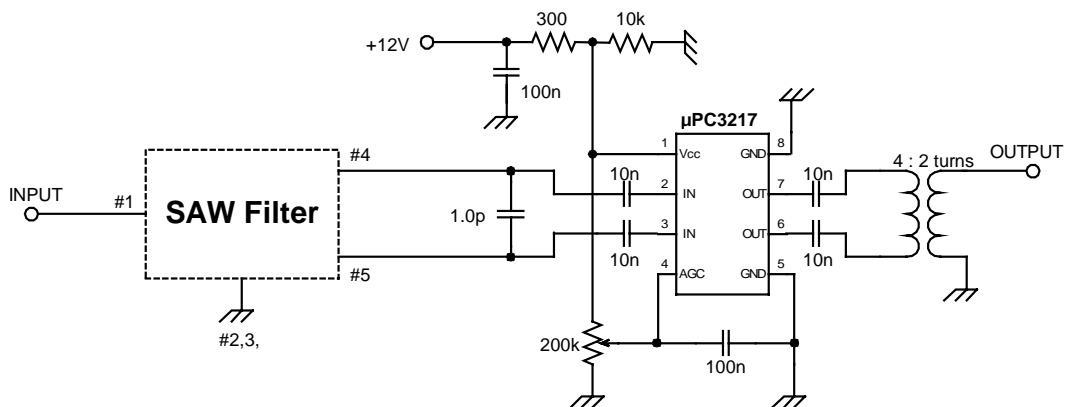 300
10k
+12V
100n
µPC3217
1
8
Vcc
GND
4 : 2 turns
OUTPUT
#4
10n
2
7
10n
IN
OUT
INPUT
#1
SAW Filter
1.0p
3
6
IN
OUT
10n
10n
#5
4
5
AGC
GND
#2,3,
200k
100n